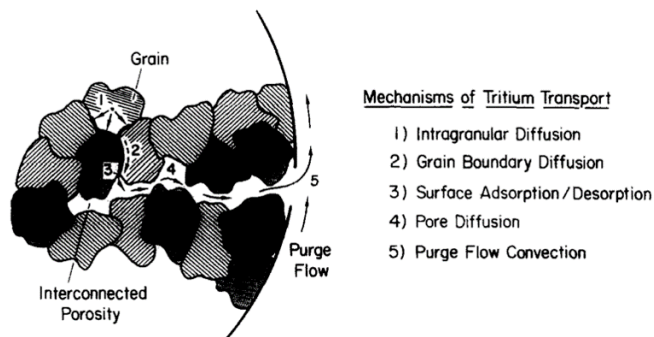 Grain
1
2
3
4
5
Purge
Flow
Interconnected
Porosity
Mechanisms of Tritium Transport
1) Intragranular Diffusion
2) Grain Boundary Diffusion
3) Surface Adsorption/Desorption
4) Pore Diffusion
5) Purge Flow Convection